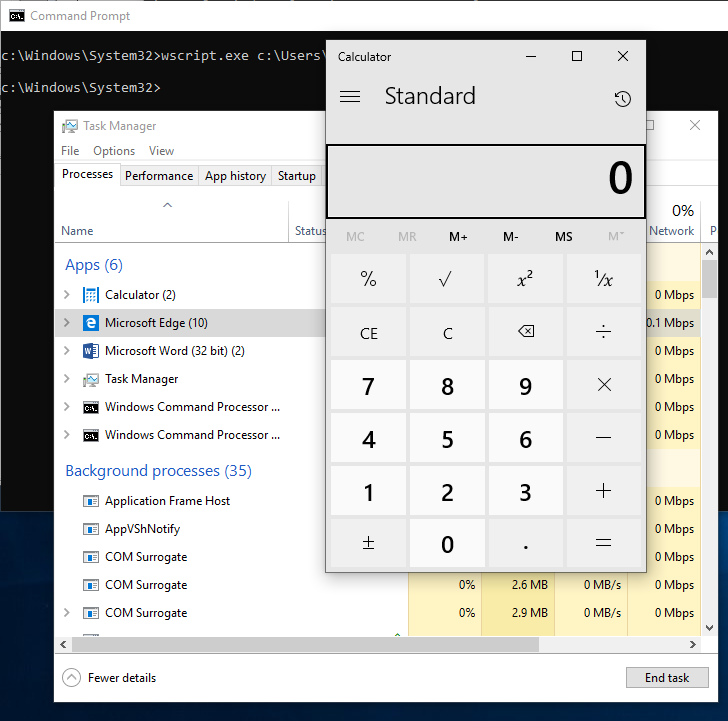 Command Prompt
c:\Windows\System32>wscript.exe c:\Users\
c:\Windows\System32>
Calculator
Standard
0
MC MR M+ M- MS M˅
% √ x² ¹/x
CE C ÷
7 8 9 ×
4 5 6 −
1 2 3 +
± 0 . =
Task Manager
File Options View
Processes Performance App history Startup
0%
Name Status Network P
Apps (6)
Calculator (2) 0 Mbps
Microsoft Edge (10) 0.1 Mbps
Microsoft Word (32 bit) (2) 0 Mbps
Task Manager 0 Mbps
Windows Command Processor ... 0 Mbps
Windows Command Processor ... 0 Mbps
Background processes (35)
Application Frame Host 0 Mbps
AppVShNotify 0 Mbps
COM Surrogate 0 Mbps
COM Surrogate 0% 2.6 MB 0 MB/s 0 Mbps
COM Surrogate 0% 2.9 MB 0 MB/s 0 Mbps
Fewer details End task